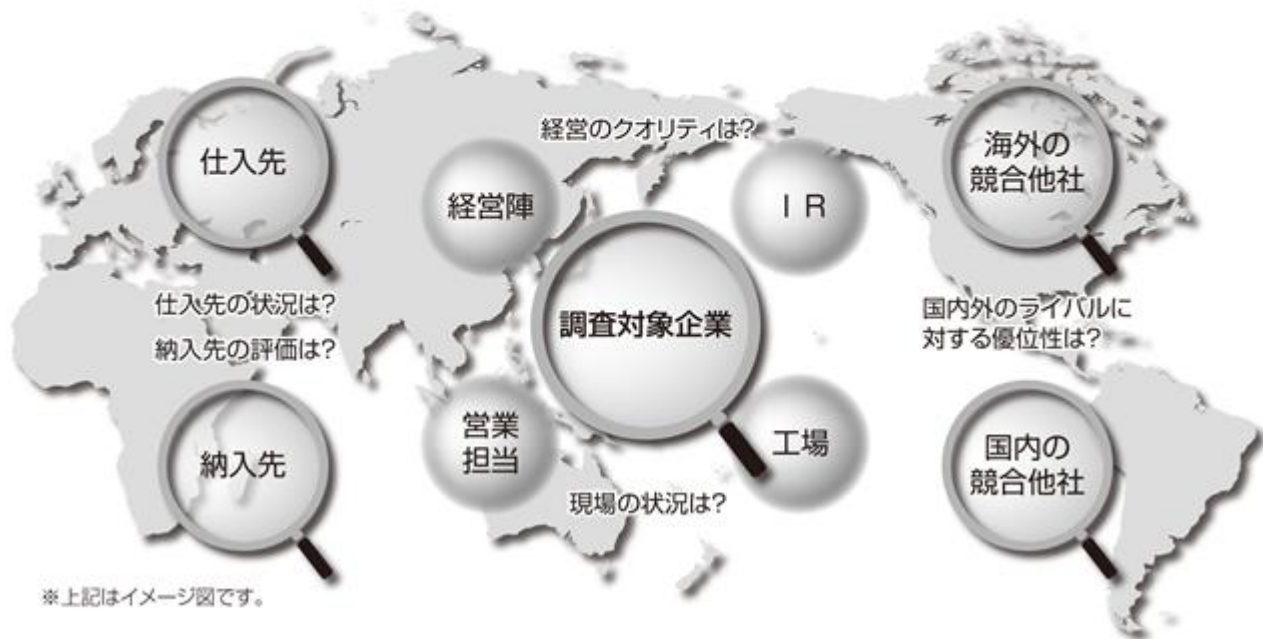 仕入先
仕入先の状況は?
納入先の評価は?
納入先
経営のクオリティは?
経営陣
ＩＲ
調査対象企業
営業
担当
工場
現場の状況は?
海外の
競合他社
国内外のライバルに
対する優位性は?
国内の
競合他社
※上記はイメージ図です。